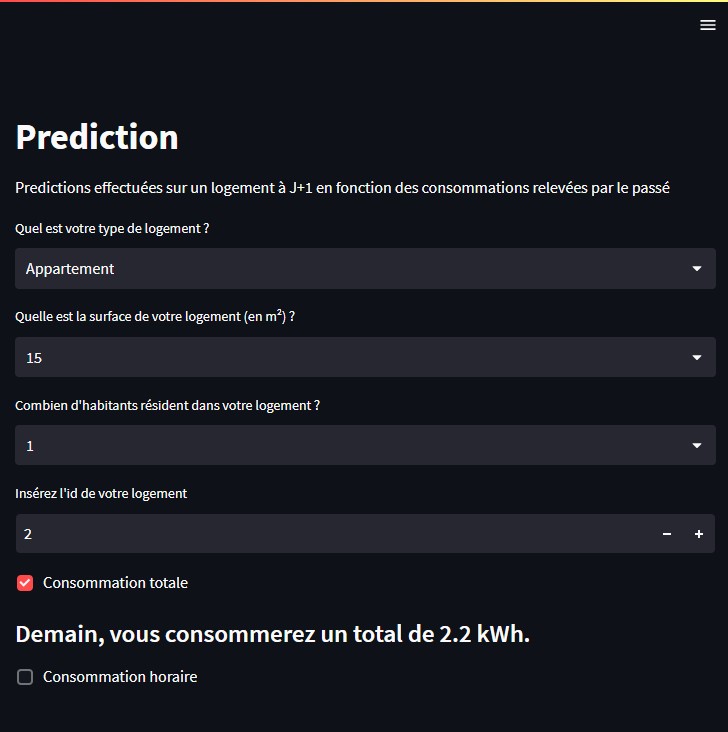 Prediction
Predictions effectuées sur un logement à J+1 en fonction des consommations relevées par le passé
Quel est votre type de logement ?
Appartement
Quelle est la surface de votre logement (en m²) ?
15
Combien d'habitants résident dans votre logement ?
1
Insérez l'id de votre logement
2
Consommation totale
Demain, vous consommerez un total de 2.2 kWh.
Consommation horaire